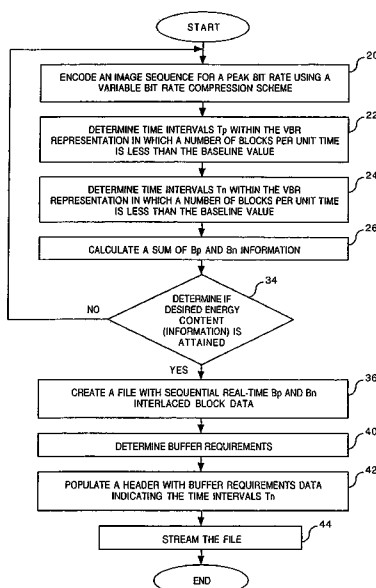 START
20
ENCODE AN IMAGE SEQUENCE FOR A PEAK BIT RATE USING A
VARIABLE BIT RATE COMPRESSION SCHEME
22
DETERMINE TIME INTERVALS Tp WITHIN THE VBR
REPRESENTATION IN WHICH A NUMBER OF BLOCKS PER UNIT TIME
IS LESS THAN THE BASELINE VALUE
24
DETERMINE TIME INTERVALS Tn WITHIN THE VBR
REPRESENTATION IN WHICH A NUMBER OF BLOCKS PER UNIT TIME
IS LESS THAN THE BASELINE VALUE
26
CALCULATE A SUM OF Bp AND Bn INFORMATION
34
NO
DETERMINE IF
DESIRED ENERGY
CONTENT
(INFORMATION) IS
ATTAINED
YES
36
CREATE A FILE WITH SEQUENTIAL REAL-TIME Bp AND Bn
INTERLACED BLOCK DATA
40
DETERMINE BUFFER REQUIREMENTS
42
POPULATE A HEADER WITH BUFFER REQUIREMENTS DATA
INDICATING THE TIME INTERVALS Tn
44
STREAM THE FILE
END